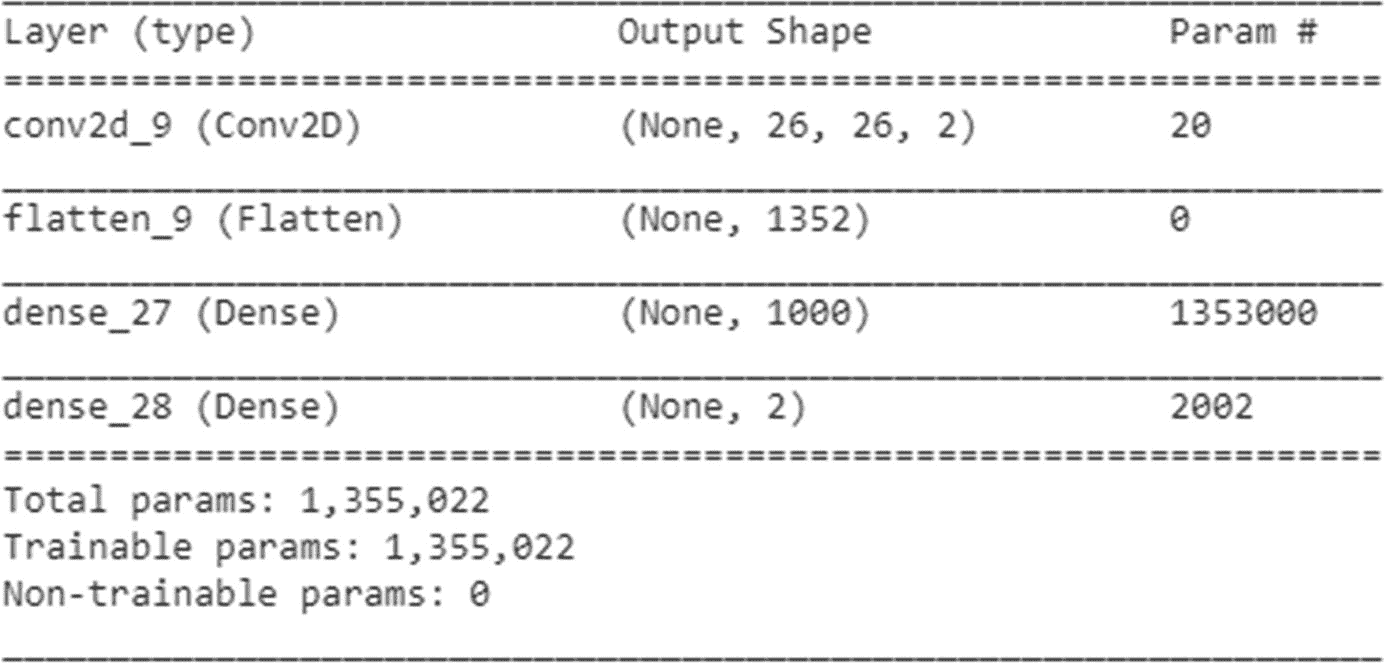 Layer (type) Output Shape Param #
=================================================================
conv2d_9 (Conv2D) (None, 26, 26, 2) 20
flatten_9 (Flatten) (None, 1352) 0
dense_27 (Dense) (None, 1000) 1353000
dense_28 (Dense) (None, 2) 2002
=================================================================
Total params: 1,355,022
Trainable params: 1,355,022
Non-trainable params: 0